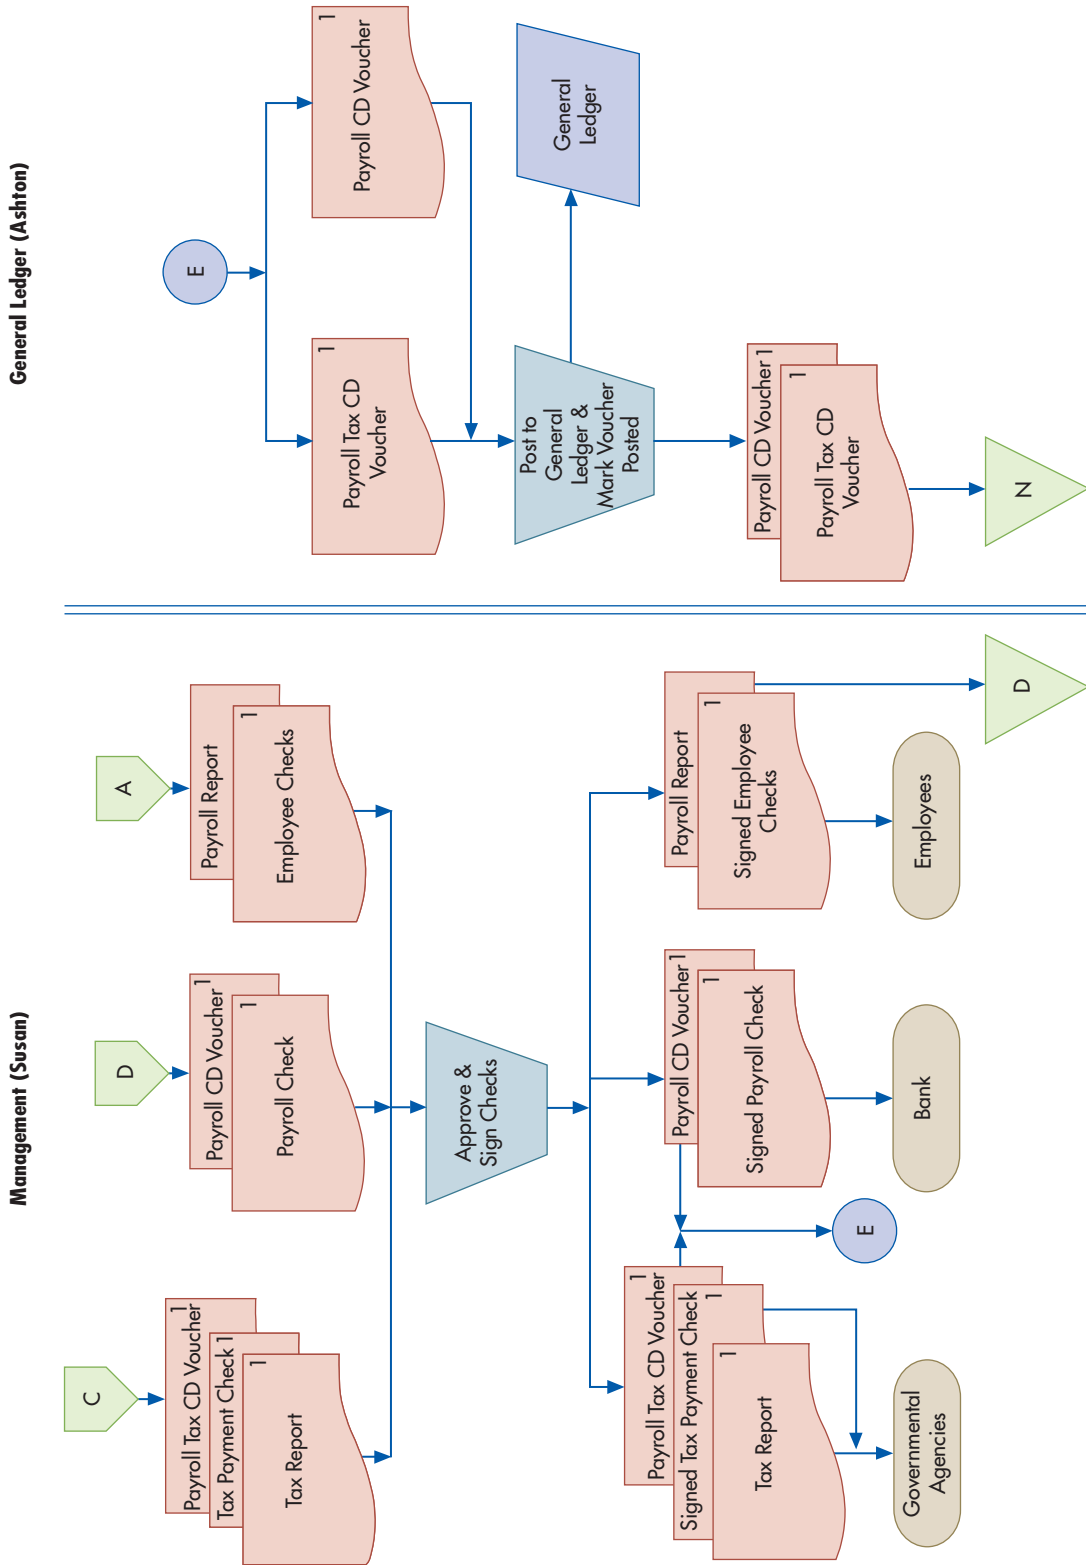 Management (Susan)
General Ledger (Ashton)
C
Payroll Tax CD Voucher
1
Tax Payment Check 1
1
Tax Report
D
Payroll CD Voucher
1
1
Payroll Check
A
Payroll Report
1
Employee Checks
Approve &
Sign Checks
Payroll Tax CD Voucher
1
Signed Tax Payment Check
1
1
Tax Report
Governmental
Agencies
E
Payroll CD Voucher
1
1
Signed Payroll Check
Bank
Payroll Report
1
Signed Employee
Checks
Employees
D
E
1
Payroll Tax CD
Voucher
1
Payroll CD Voucher
Post to
General
Ledger &
Mark Voucher
Posted
General
Ledger
Payroll CD Voucher 1
1
Payroll Tax CD
Voucher
N